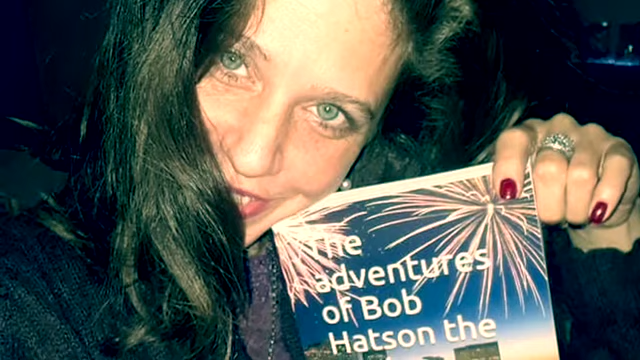 The
adventures
of Bob
Hatson the